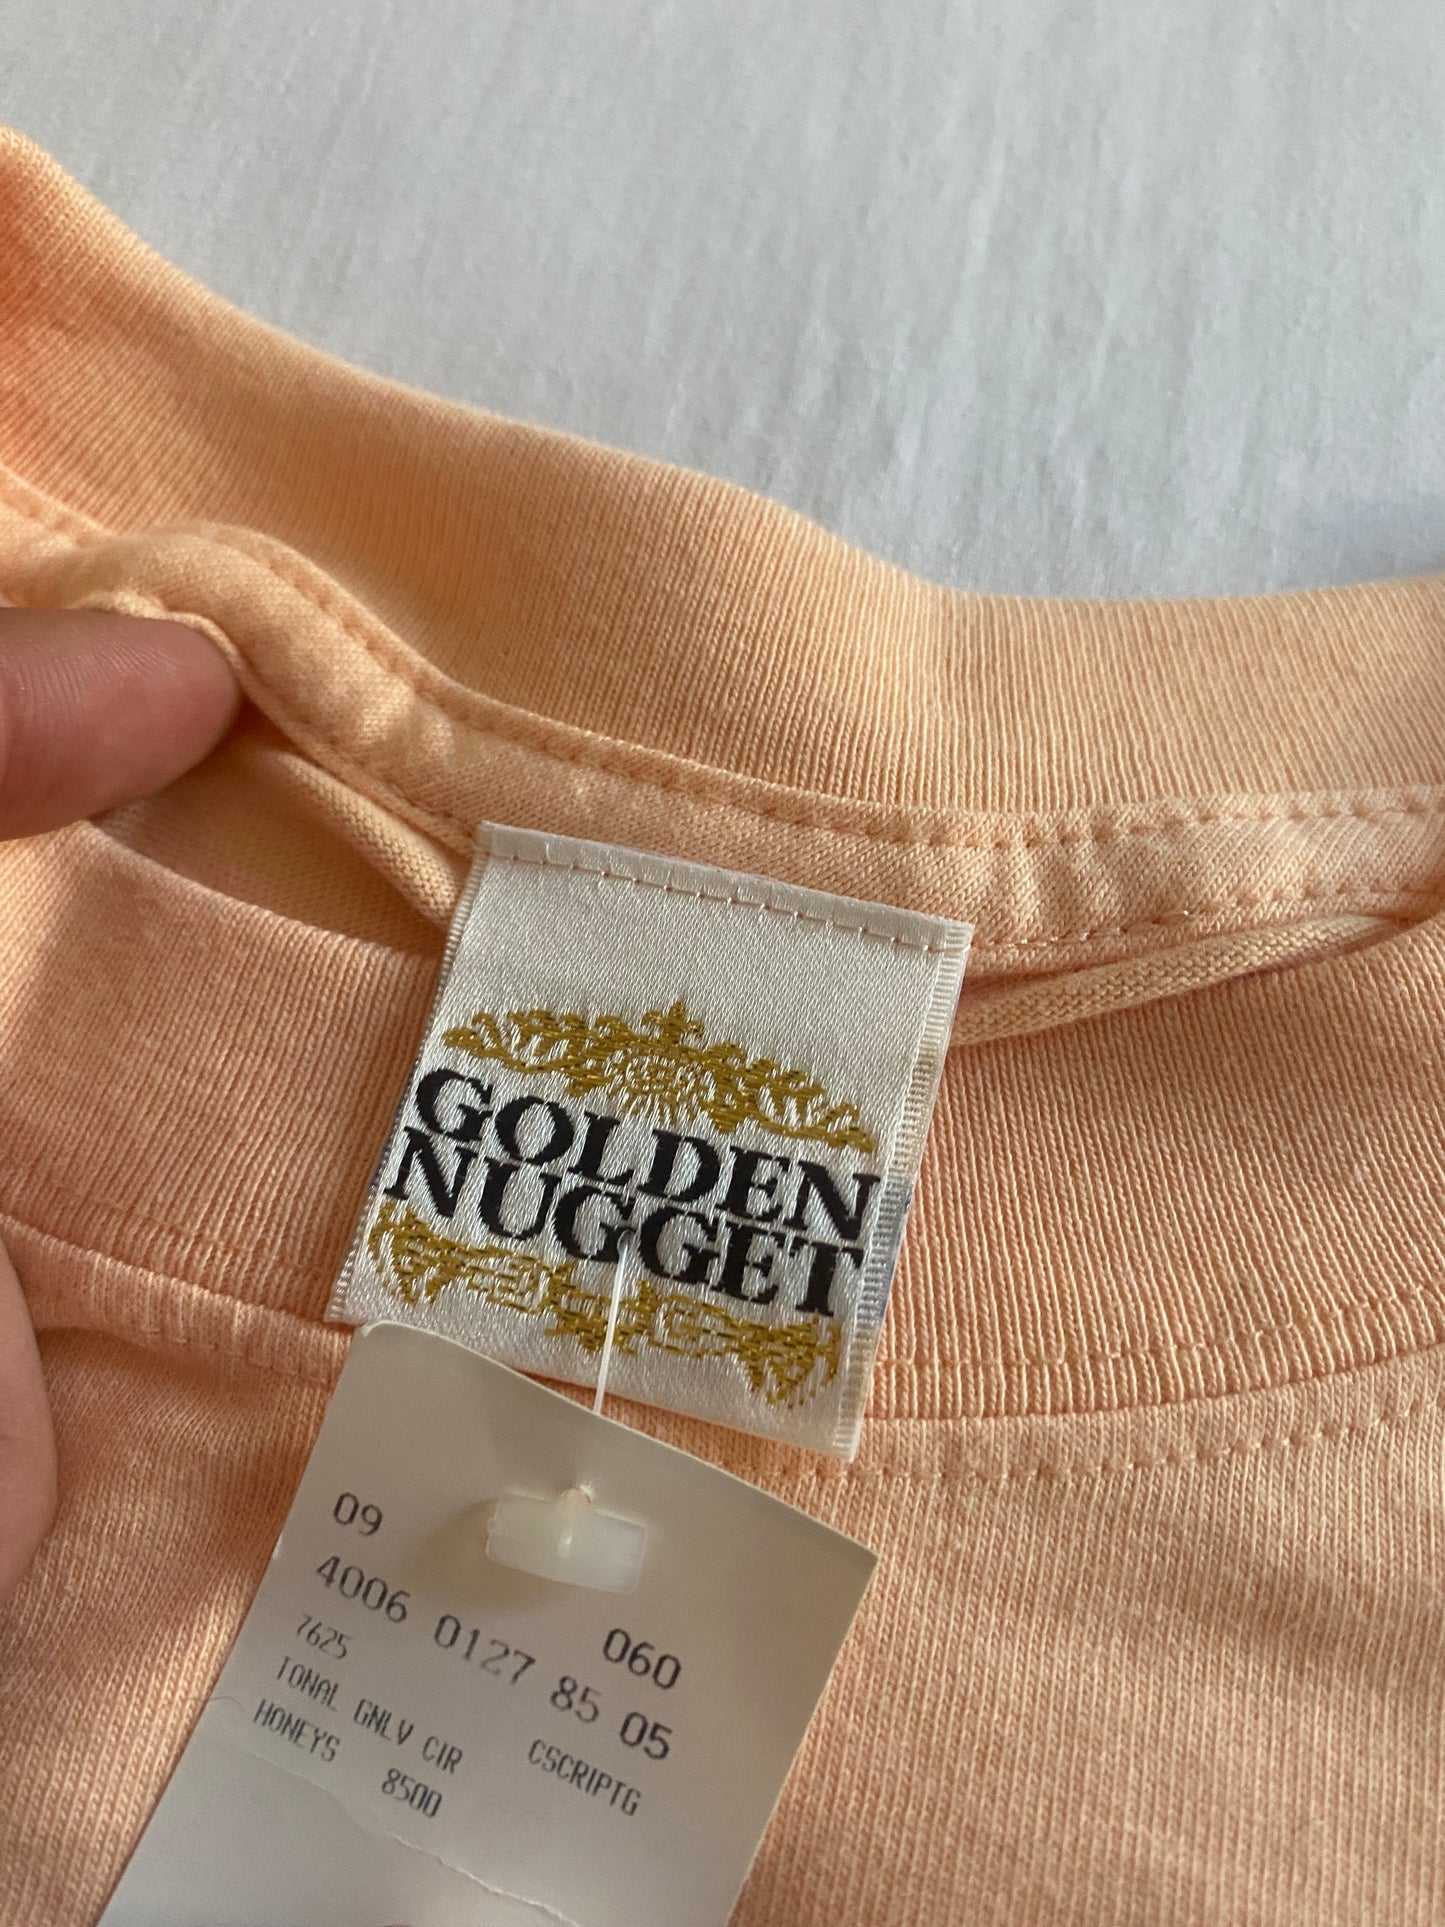 GOLDEN
NUGGET
09
060
4006 0127 85 05
7625
TONAL GNLV CIR CSCRIPTG
HONEYS 8500